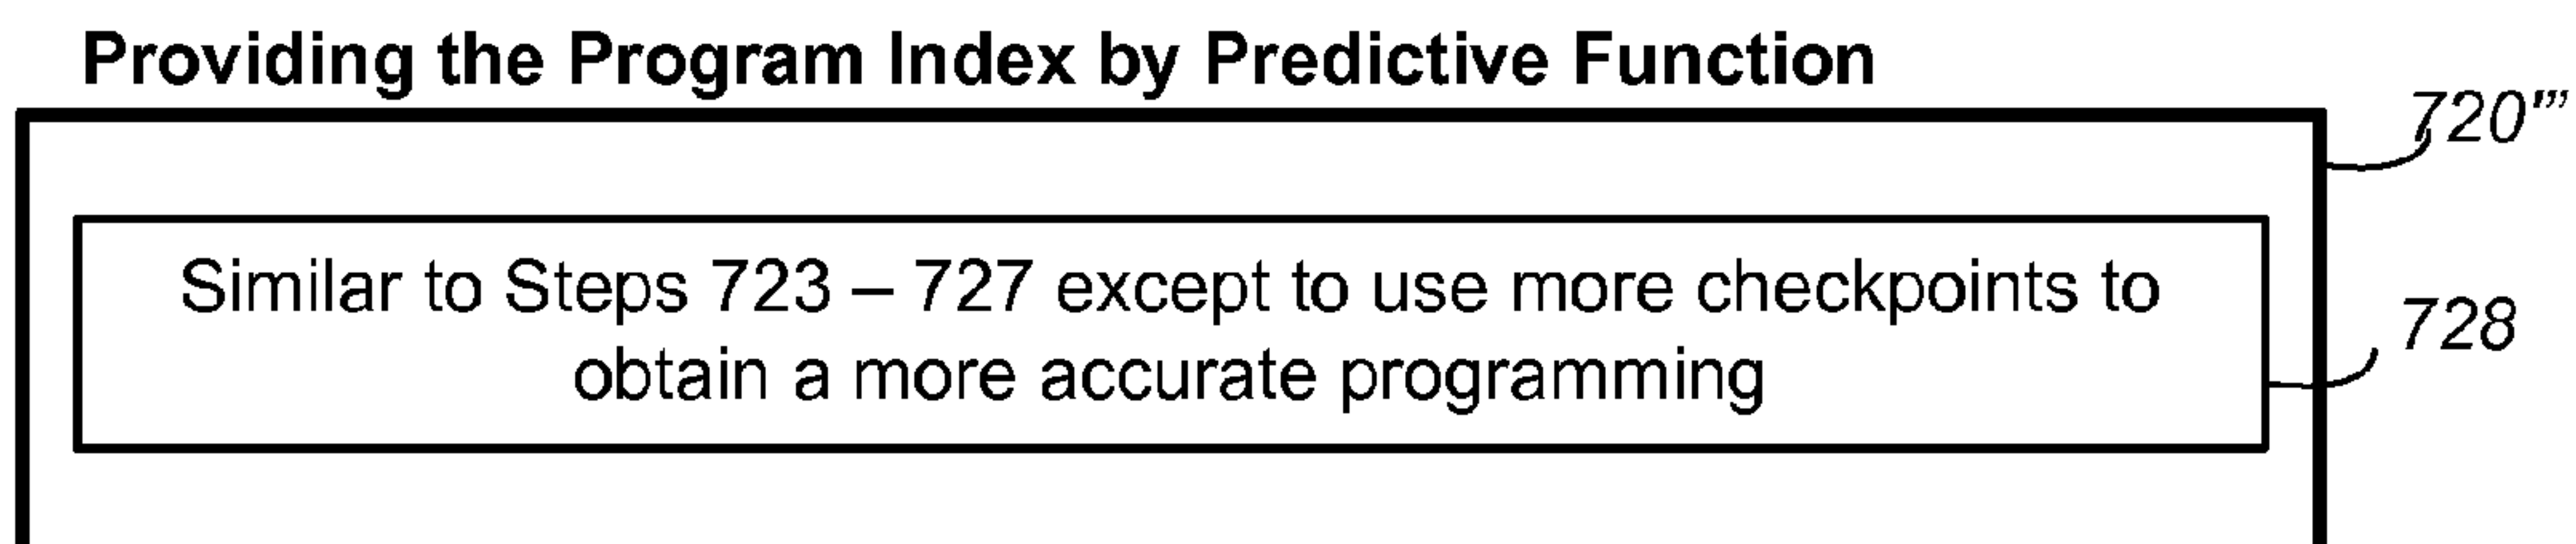 Providing the Program Index by Predictive Function
720'''
Similar to Steps 723 – 727 except to use more checkpoints to
obtain a more accurate programming
728